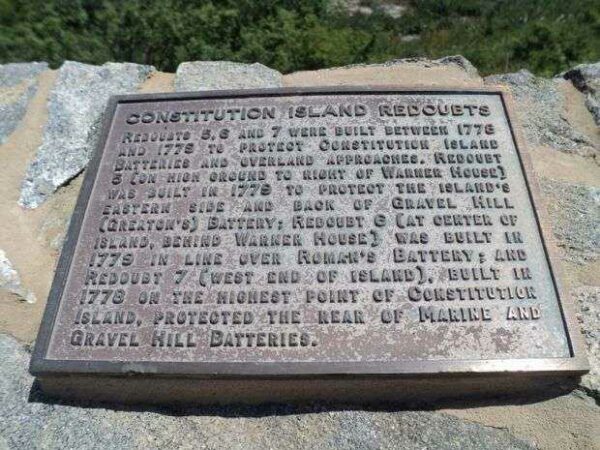 CONSTITUTION ISLAND REDOUBTS
REDOUBTS 5, 6 AND 7 WERE BUILT BETWEEN 1776
AND 1779 TO PROTECT CONSTITUTION ISLAND
BATTERIES AND OVERLAND APPROACHES. REDOUBT
5 (ON HIGH GROUND TO RIGHT OF WARNER HOUSE)
WAS BUILT IN 1779 TO PROTECT THE ISLAND'S
EASTERN SIDE AND BACK OF GRAVEL HILL
(GREATON'S) BATTERY; REDOUBT 6 (AT CENTER OF
ISLAND, BEHIND WARNER HOUSE) WAS BUILT IN
1779 IN LINE OVER ROMAN'S BATTERY; AND
REDOUBT 7 (WEST END OF ISLAND), BUILT IN
1778 ON THE HIGHEST POINT OF CONSTITUTION
ISLAND, PROTECTED THE REAR OF MARINE AND
GRAVEL HILL BATTERIES.